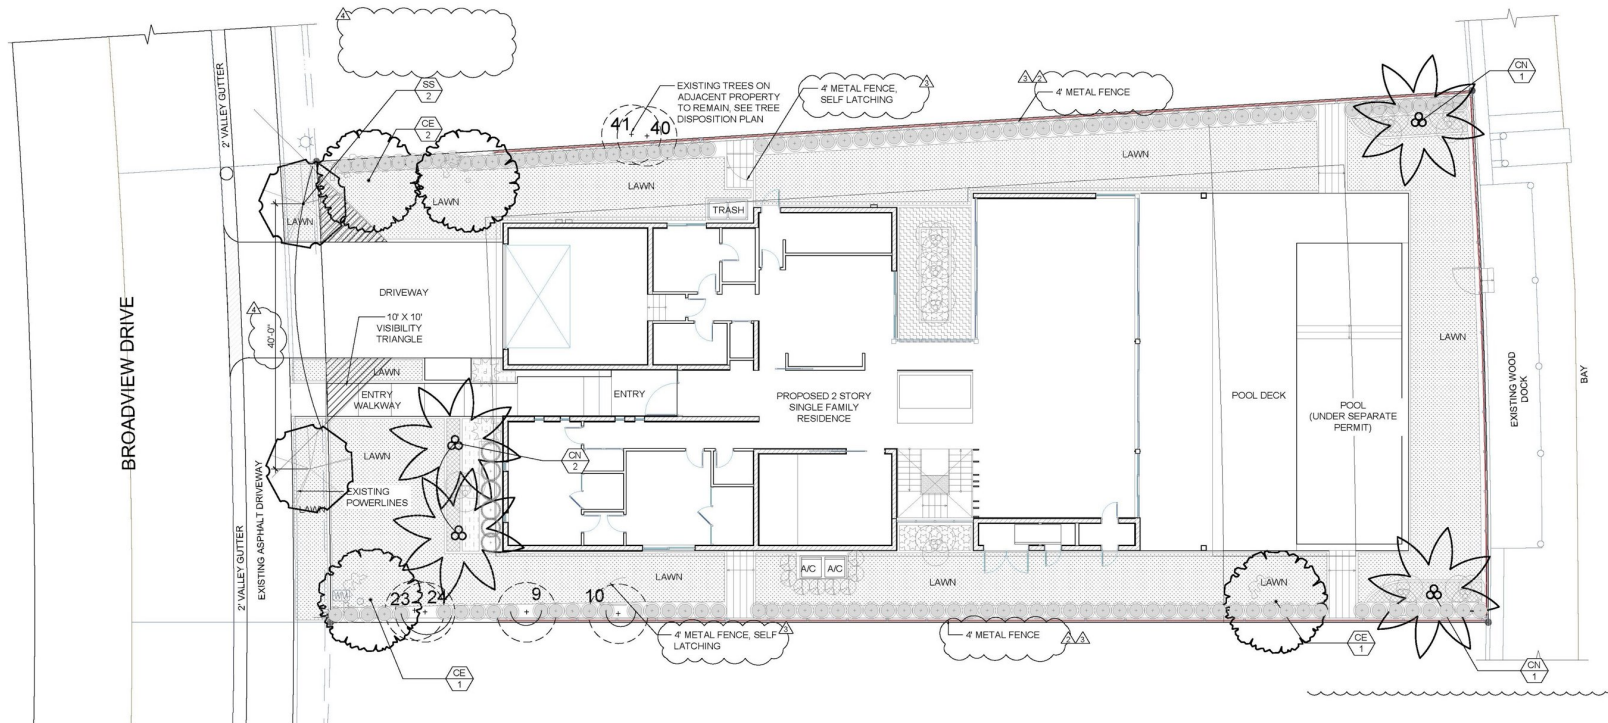 4
2' VALLEY GUTTER
SS
2
CE
2
EXISTING TREES ON
ADJACENT PROPERTY
TO REMAIN, SEE TREE
DISPOSITION PLAN
41
40
4' METAL FENCE,
SELF LATCHING
3
3
2
4' METAL FENCE
CN
1
LAWN
LAWN
LAWN
LAWN
LAWN
TRASH
DRIVEWAY
10' X 10'
VISIBILITY
TRIANGLE
4
40'-0"
LAWN
ENTRY
WALKWAY
ENTRY
PROPOSED 2 STORY
SINGLE FAMILY
RESIDENCE
POOL DECK
POOL
(UNDER SEPARATE
PERMIT)
LAWN
EXISTING WOOD
DOCK
BAY
BROADVIEW DRIVE
LAWN
CN
2
EXISTING
POWERLINES
LAWN
2' VALLEY GUTTER
EXISTING ASPHALT DRIVEWAY
WM
23
24
9
10
LAWN
A/C
A/C
LAWN
LAWN
4' METAL FENCE, SELF
LATCHING
3
4' METAL FENCE
2
3
CE
1
CE
1
CN
1